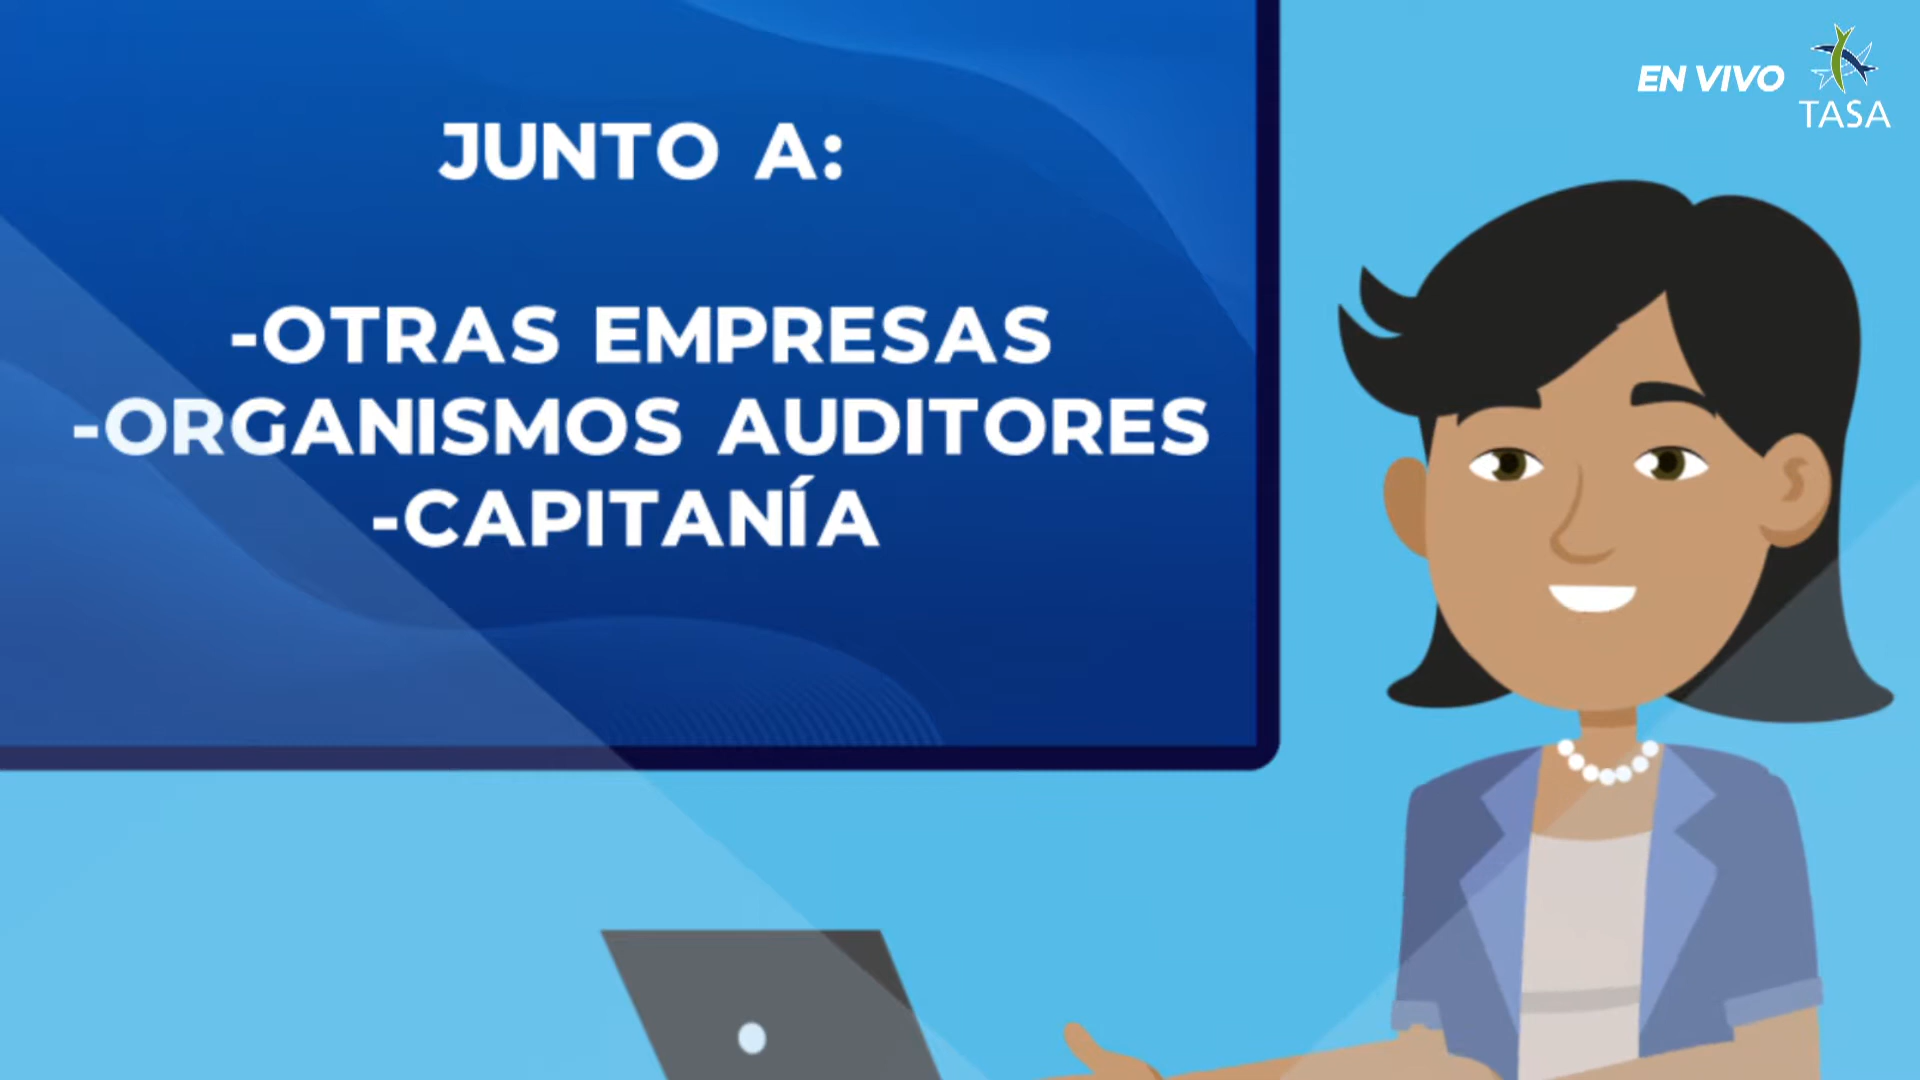 EN VIVO
TASA
JUNTO A:
-OTRAS EMPRESAS
-ORGANISMOS AUDITORES
-CAPITANÍA